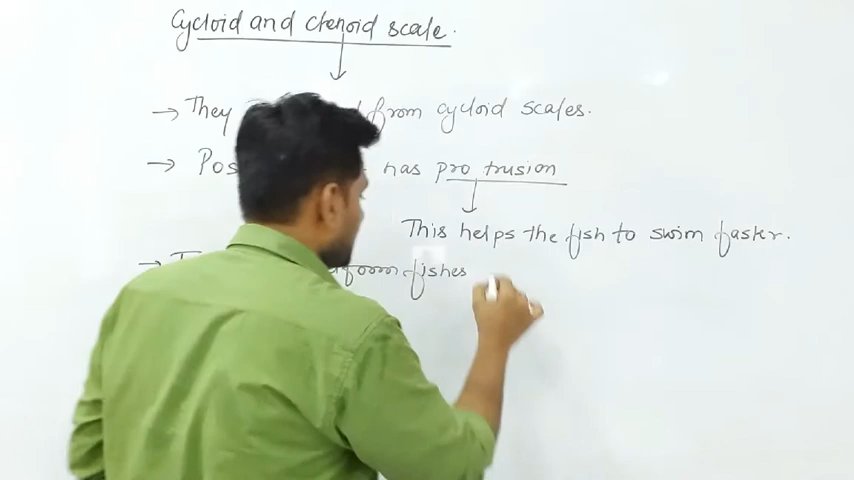 Cycloid and ctenoid scale.
→ They from cycloid scales.
→ Pos has protrusion
This helps the fish to swim faster.
→ fishes